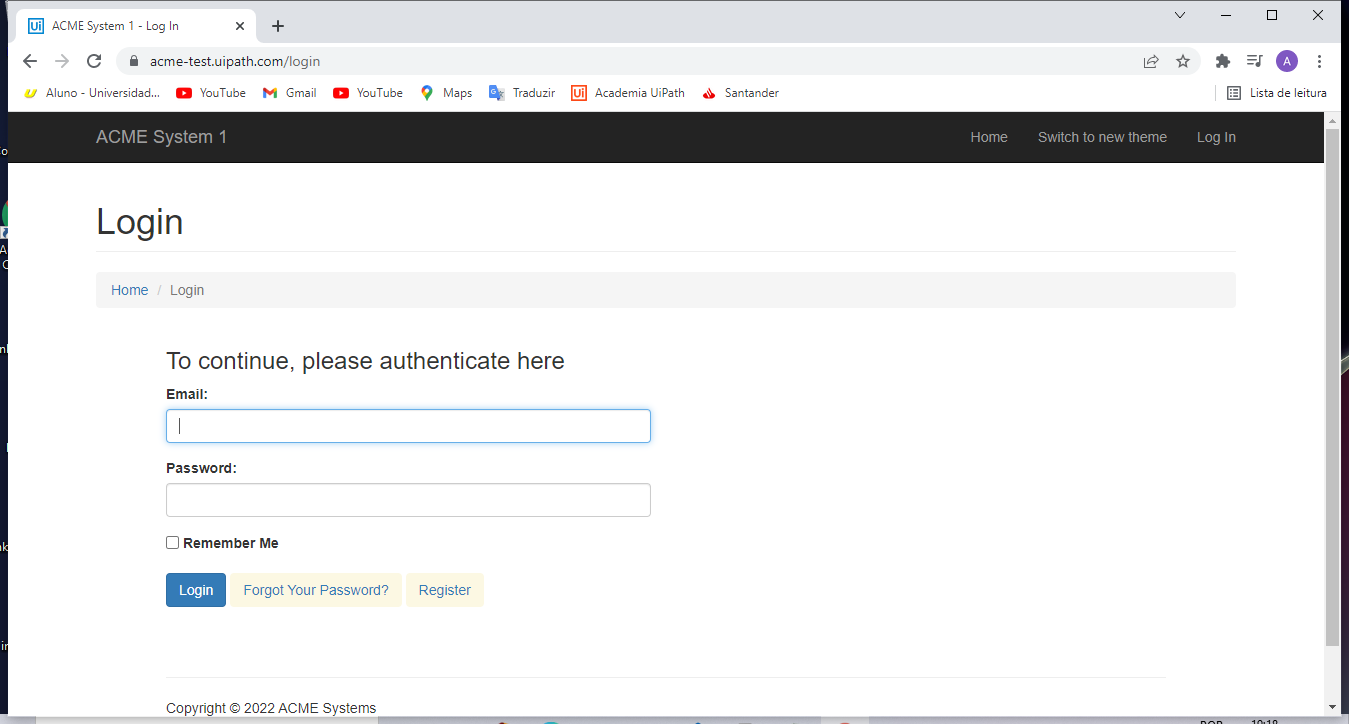 Ui ACME System 1 - Log In
acme-test.uipath.com/login
A
Aluno - Universidad... YouTube Gmail YouTube Maps Traduzir Ui Academia UiPath Santander Lista de leitura
ACME System 1 Home Switch to new theme Log In
Login
Home / Login
To continue, please authenticate here
Email:
Password:
Remember Me
Login Forgot Your Password? Register
Copyright © 2022 ACME Systems